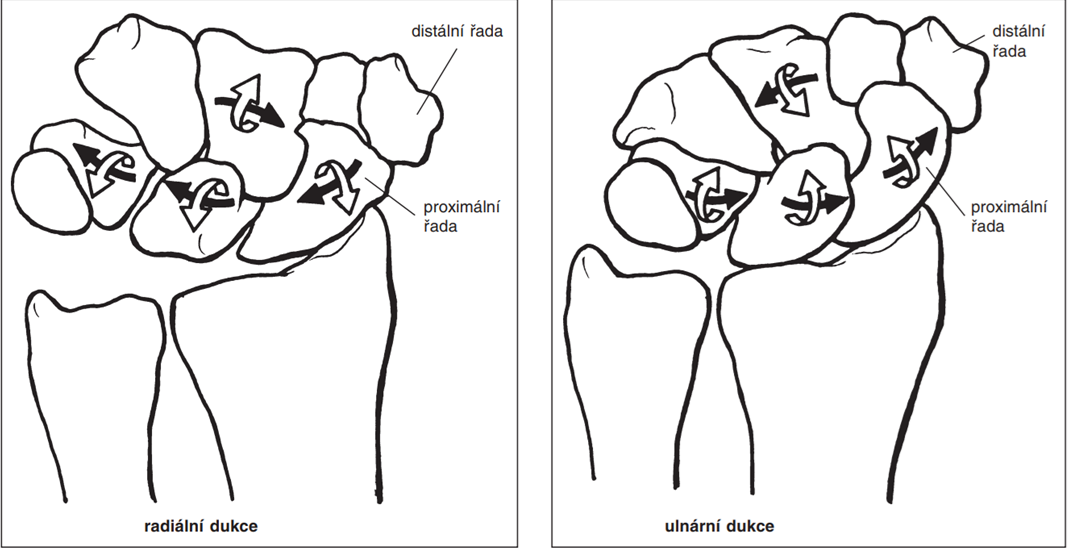 distální řada
proximální
řada
radiální dukce
distální
řada
proximální
řada
ulnární dukce